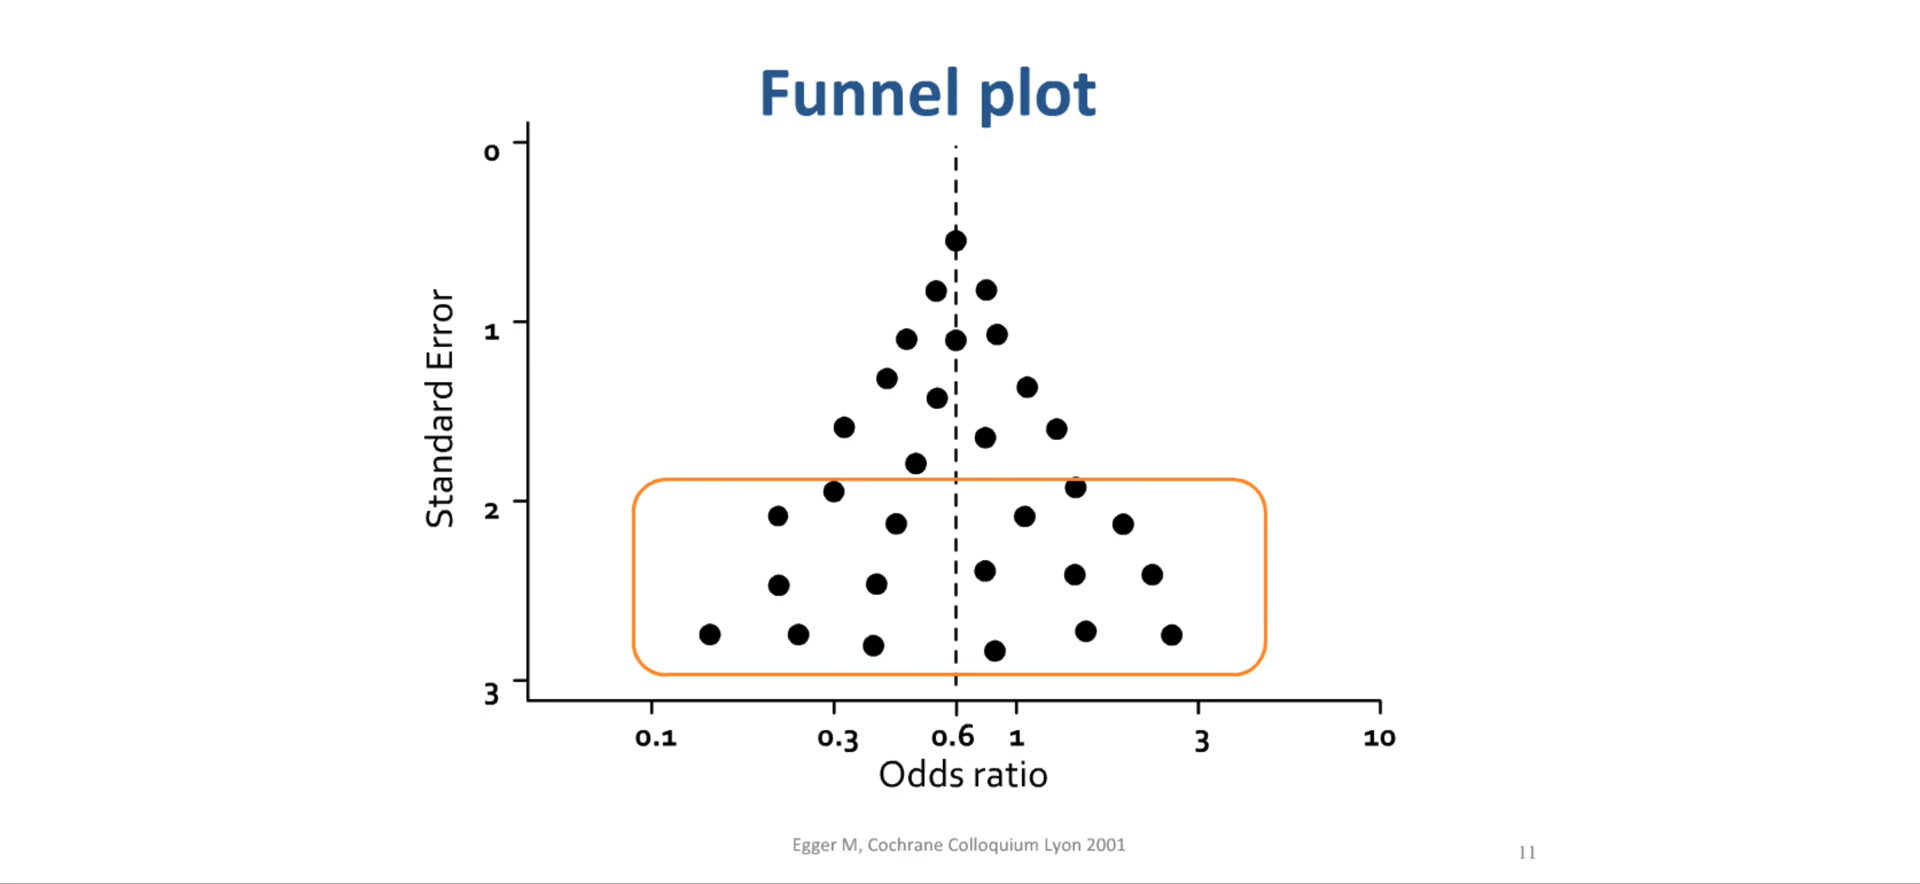 Funnel plot
0
1
2
3
Standard Error
0.1 0.3 0.6 1 3 10
Odds ratio
Egger M, Cochrane Colloquium Lyon 2001
11